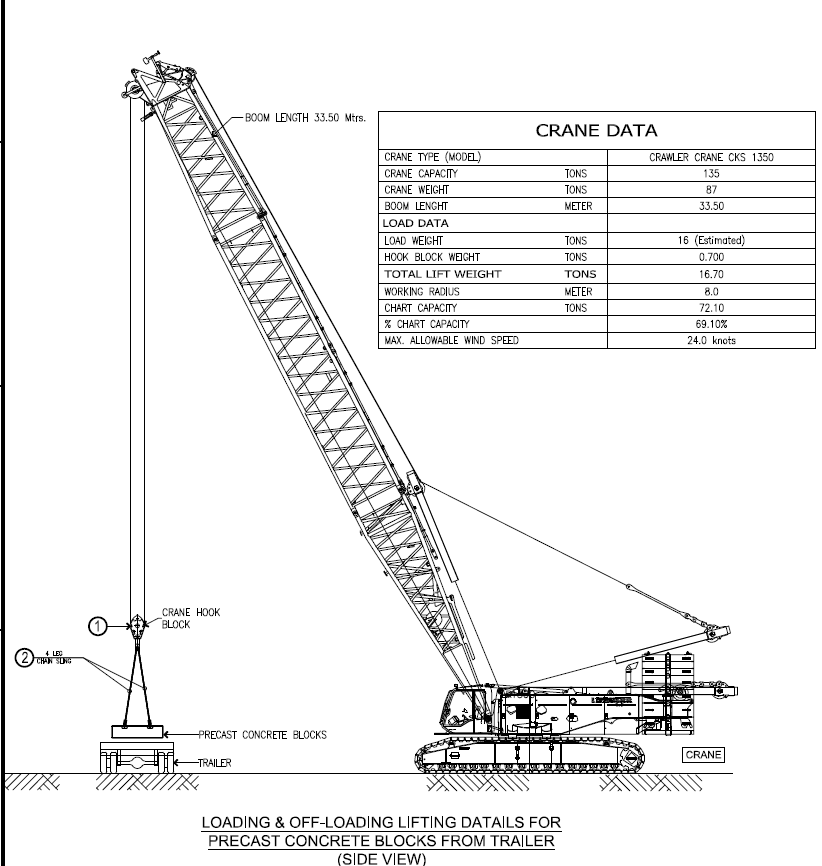 BOOM LENGTH 33.50 Mtrs.
CRANE DATA
CRANE TYPE (MODEL) CRAWLER CRANE CKS 1350
CRANE CAPACITY TONS 135
CRANE WEIGHT TONS 87
BOOM LENGHT METER 33.50
LOAD DATA
LOAD WEIGHT TONS 16 (Estimated)
HOOK BLOCK WEIGHT TONS 0.700
TOTAL LIFT WEIGHT TONS 16.70
WORKING RADIUS METER 8.0
CHART CAPACITY TONS 72.10
% CHART CAPACITY 69.10%
MAX. ALLOWABLE WIND SPEED 24.0 knots
1
CRANE HOOK
BLOCK
2
4 LEG
CHAIN SLING
PRECAST CONCRETE BLOCKS
TRAILER
CRANE
LOADING & OFF-LOADING LIFTING DATAILS FOR
PRECAST CONCRETE BLOCKS FROM TRAILER
(SIDE VIEW)